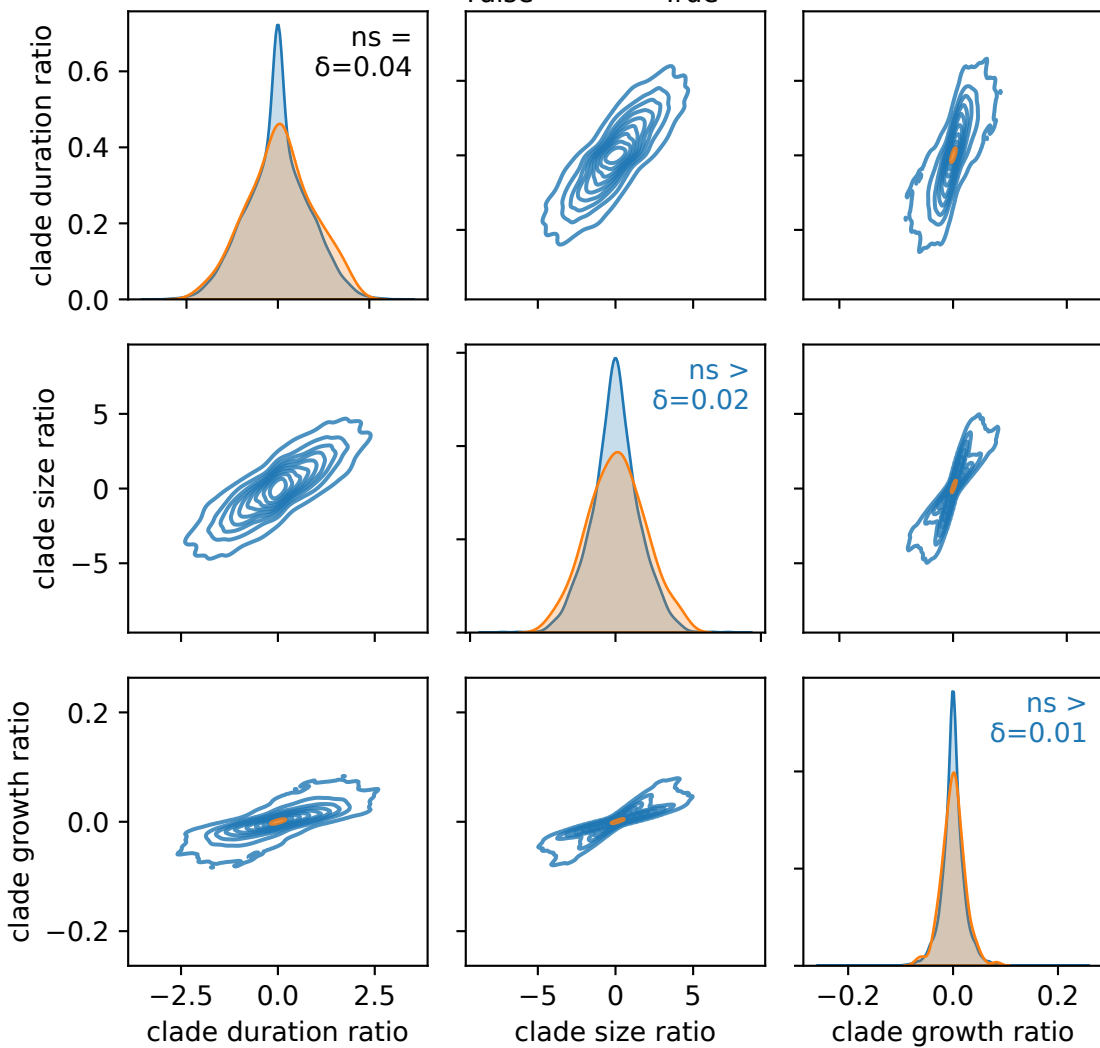 clade duration ratio
0.6
0.4
0.2
0.0
ns =
δ=0.04
clade size ratio
5
0
−5
ns >
δ=0.02
clade growth ratio
0.2
0.0
−0.2
ns >
δ=0.01
−2.5 0.0 2.5
−5 0 5
−0.2 0.0 0.2
clade duration ratio
clade size ratio
clade growth ratio